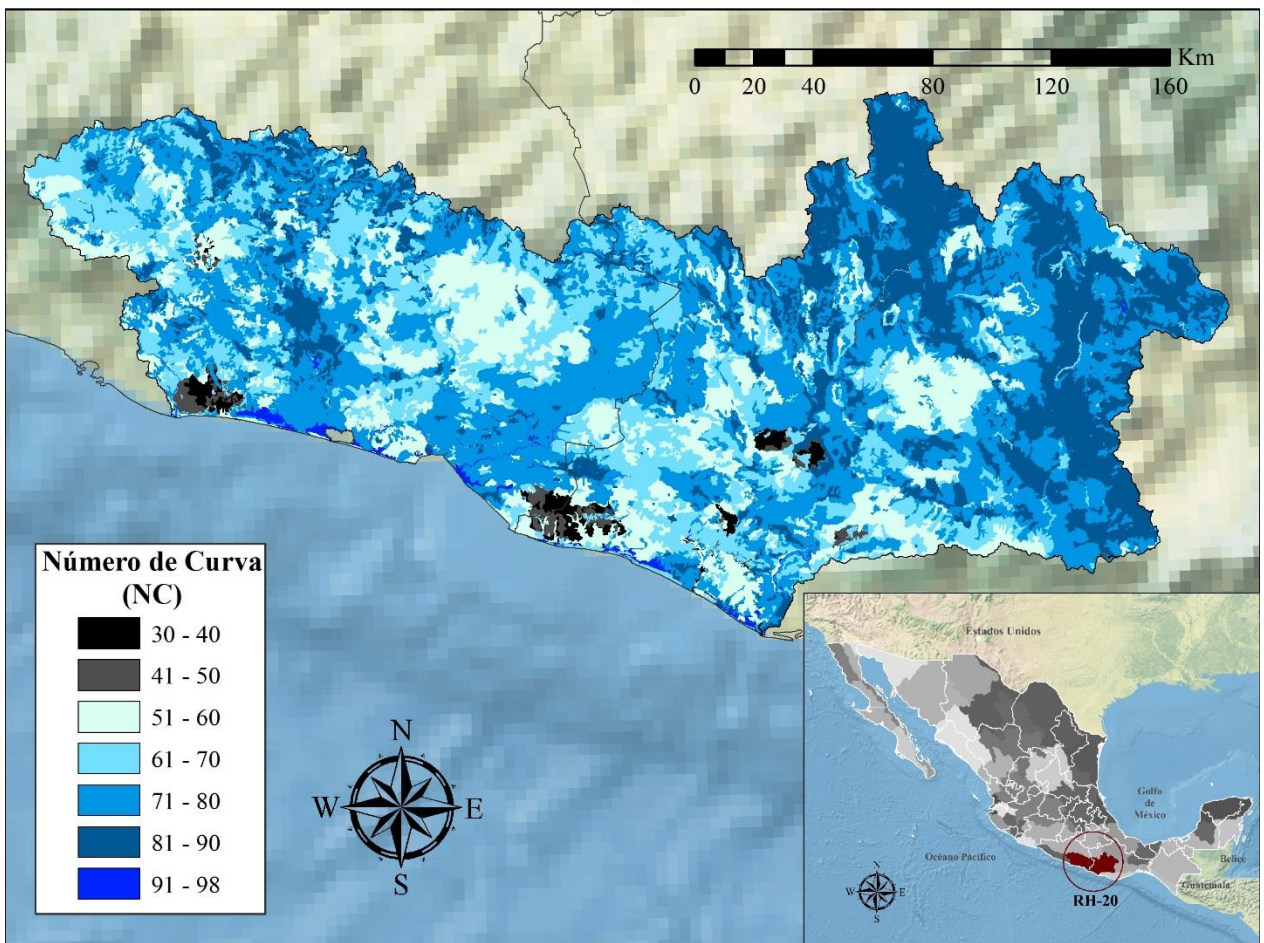 Km
0 20 40 80 120 160
Número de Curva
(NC)
30 - 40
41 - 50
51 - 60
61 - 70
71 - 80
81 - 90
91 - 98
N
W E
S
Estados Unidos
Golfo
de
México
Océano Pacífico
Belice
Guatemala
N
W E
S
RH-20